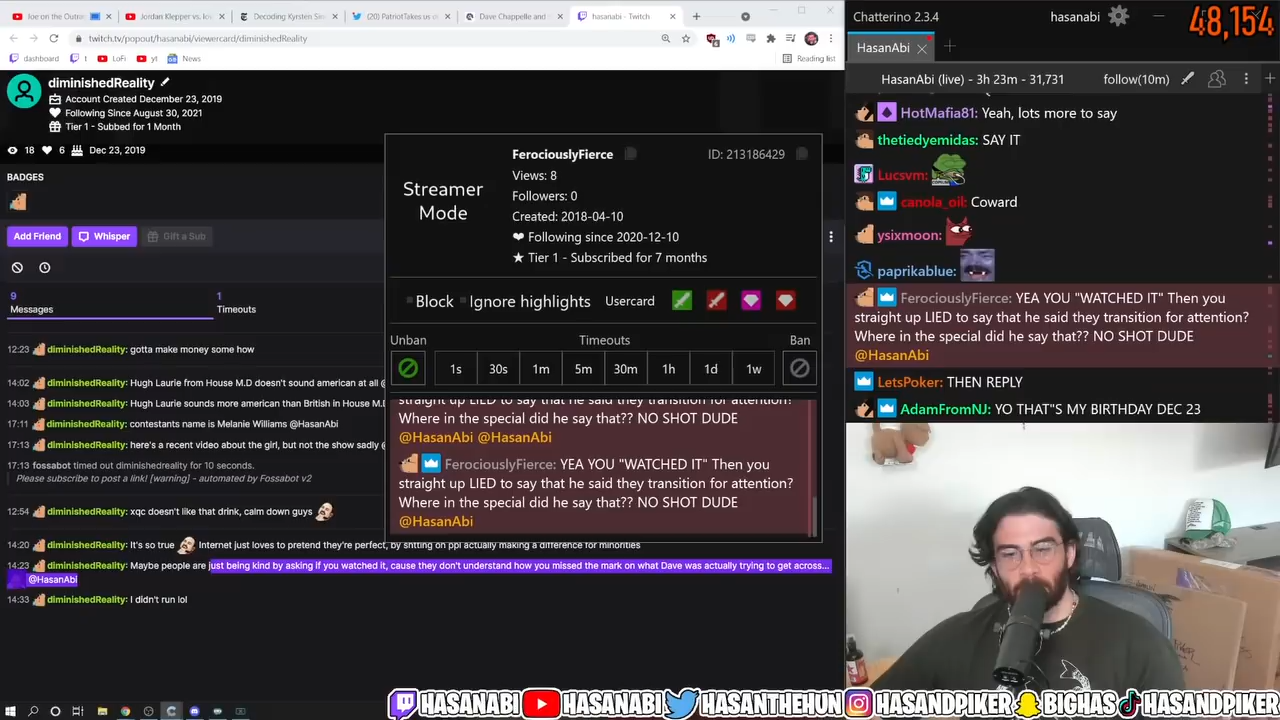 Joe on the Outran
Jordan Klepper vs. lo
Decoding Kyrsten Sin
(20) PatriotTakes us o
Dave Chappelle and
hasanabi - Twitch
twitch.tv/popout/hasanabi/viewercard/diminishedReality
dashboard
1
LoFi
yt
News
Reading list
diminishedReality
Account Created December 23, 2019
Following Since August 30, 2021
Tier 1 - Subbed for 1 Month
18 6 Dec 23, 2019
BADGES
Add Friend
Whisper
Gift a Sub
9
Messages
1
Timeouts
12:23 diminishedReality: gotta make money some how
14:02 diminishedReality: Hugh Laurie from House M.D doesn't sound american at all
14:03 diminishedReality: Hugh Laurie sounds more american than British in House M.D
17:11 diminishedReality: contestants name is Melanie Williams @HasanAbi
17:13 diminishedReality: here's a recent video about the girl, but not the show sadly
17:13 fossabot timed out diminishedreality for 10 seconds.
Please subscribe to post a link! [warning] - automated by Fossabot v2
12:54 diminishedReality: xqc doesn't like that drink, calm down guys
14:20 diminishedReality: It's so true Internet just loves to pretend they're perfect, by shitting on ppl actually making a difference for minorities
14:23 diminishedReality: Maybe people are just being kind by asking if you watched it, cause they don't understand how you missed the mark on what Dave was actually trying to get across...
@HasanAbi
14:33 diminishedReality: I didn't run lol
Streamer
Mode
FerociouslyFierce
ID: 213186429
Views: 8
Followers: 0
Created: 2018-04-10
Following since 2020-12-10
Tier 1 - Subscribed for 7 months
Block
Ignore highlights
Usercard
Unban
Timeouts
Ban
1s 30s 1m 5m 30m 1h 1d 1w
straight up LIED to say that he said they transition for attention?
Where in the special did he say that?? NO SHOT DUDE
@HasanAbi @HasanAbi
FerociouslyFierce: YEA YOU "WATCHED IT" Then you
straight up LIED to say that he said they transition for attention?
Where in the special did he say that?? NO SHOT DUDE
@HasanAbi
Chatterino 2.3.4
hasanabi
48,154
HasanAbi
HasanAbi (live) - 3h 23m - 31,731
follow(10m)
HotMafia81: Yeah, lots more to say
thetiedyemidas: SAY IT
Lucsvm:
canola_oil: Coward
ysixmoon:
paprikablue:
FerociouslyFierce: YEA YOU "WATCHED IT" Then you
straight up LIED to say that he said they transition for attention?
Where in the special did he say that?? NO SHOT DUDE
@HasanAbi
LetsPoker: THEN REPLY
AdamFromNJ: YO THAT"S MY BIRTHDAY DEC 23
HASANABI HASANABI HASANTHEHUN HASANDPIKER BIGHAS HASANDPIKER